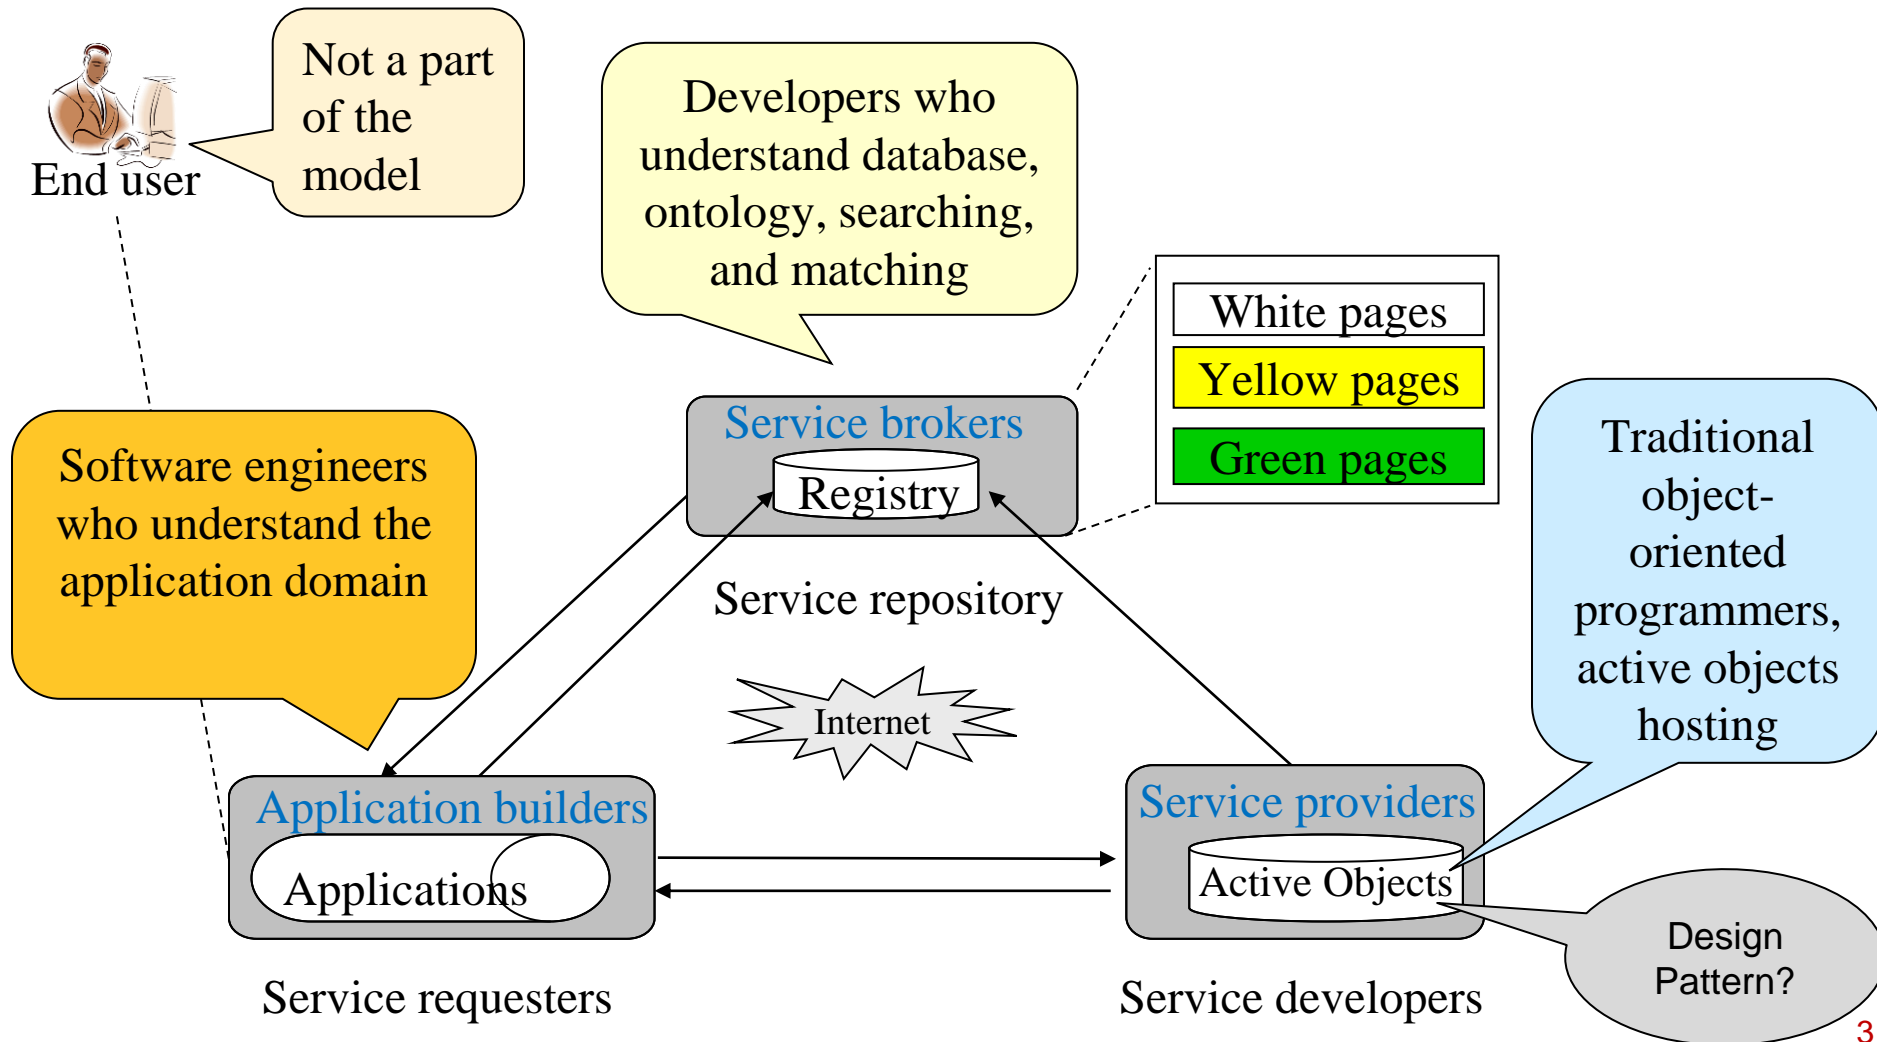 Not a part
of the
model
End user
Developers who
understand database,
ontology, searching,
and matching
White pages
Yellow pages
Green pages
Service brokers
Registry
Service repository
Software engineers
who understand the
application domain
Traditional
object-
oriented
programmers,
active objects
hosting
Internet
Application builders
Applications
Service requesters
Service providers
Active Objects
Service developers
Design
Pattern?
3